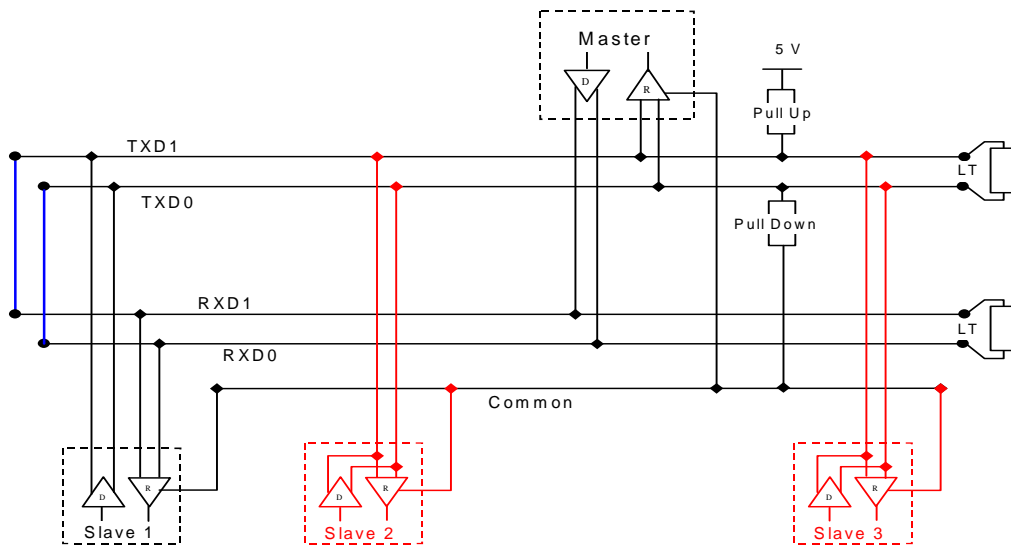 Master
5 V
D
R
Pull Up
TXD1
LT
TXD0
Pull Down
RXD1
LT
RXD0
Common
D
R
D
R
D
R
Slave 1
Slave 2
Slave 3